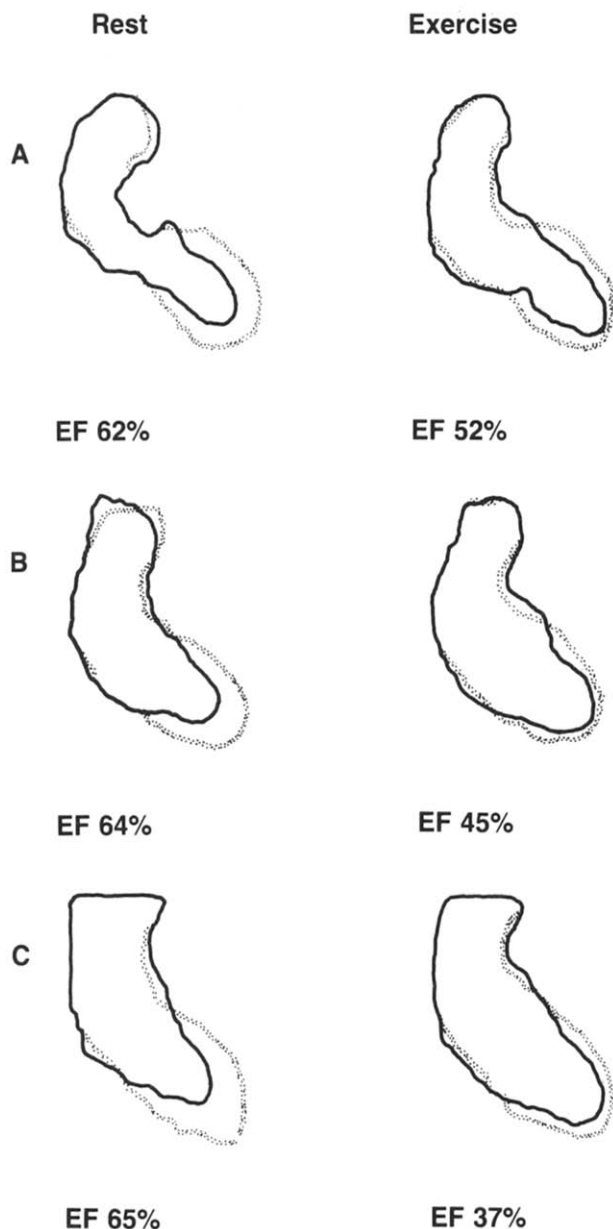 Rest Exercise
A
EF 62% EF 52%
B
EF 64% EF 45%
C
EF 65% EF 37%